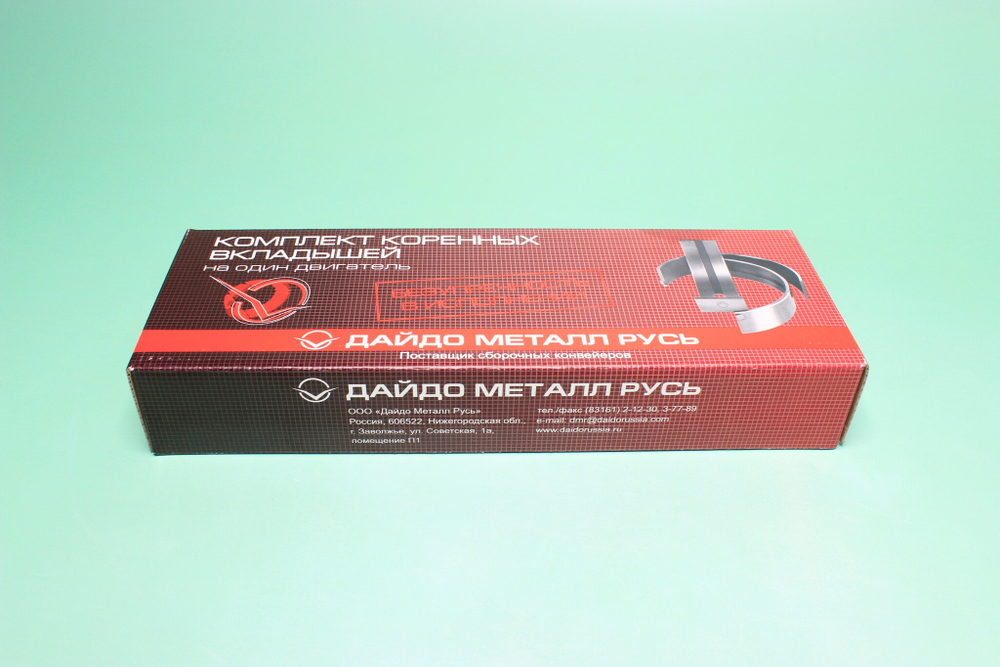 КОМПЛЕКТ КОРЕННЫХ
ВКЛАДЫШЕЙ
на один двигатель
ДАЙДО МЕТАЛЛ РУСЬ
Поставщик сборочных конвейеров
ДАЙДО МЕТАЛЛ РУСЬ
ООО «Дайдо Металл Русь»
Россия, 606522, Нижегородская обл.,
г. Заволжье, ул. Советская, 1а,
помещение П1
тел./факс (83161) 2-12-30, 3-77-89
e-mail: dmr@daidorussia.com
www.daidorussia.ru